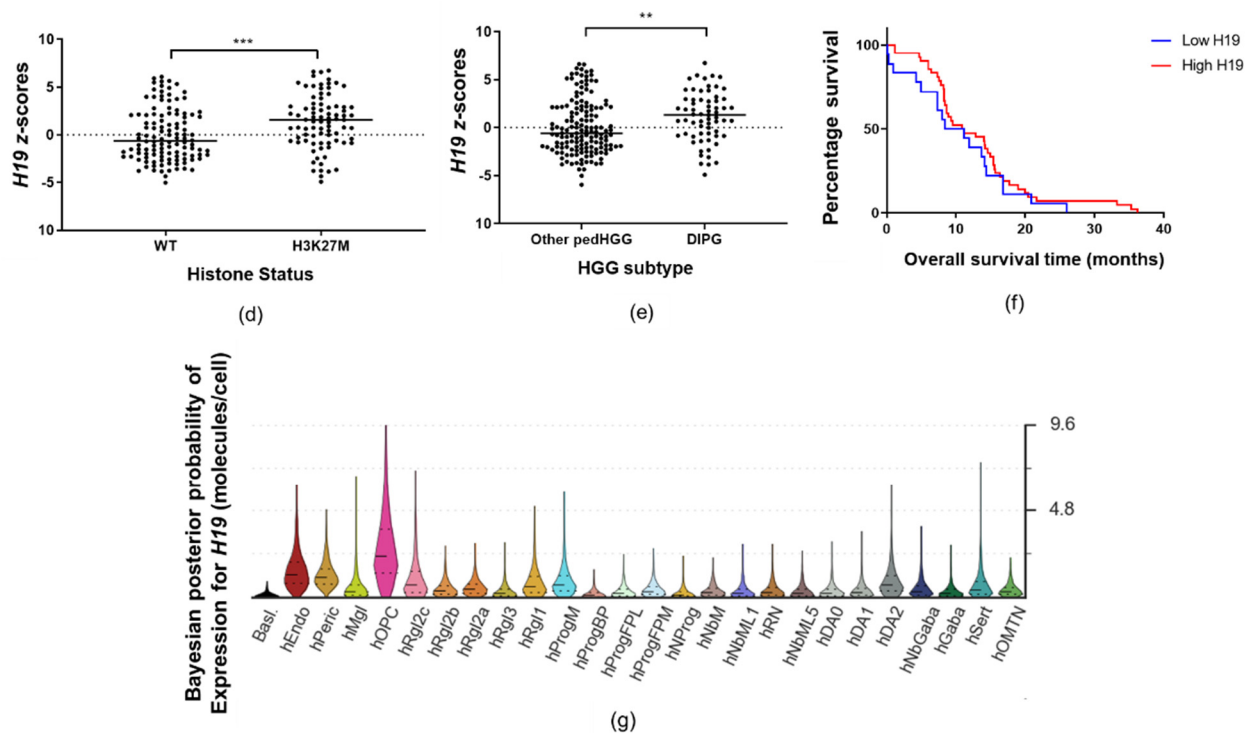 10
5
0
-5
10
H19 z-scores
***
WT
H3K27M
Histone Status
(d)
10
5
0
-5
10
H19 z-scores
**
Other pedHGG
DIPG
HGG subtype
(e)
100
50
0
Percentage survival
0
10
20
30
40
Overall survival time (months)
Low H19
High H19
(f)
Bayesian posterior probability of
Expression for H19 (molecules/cell)
9.6
4.8
Basl.
hEndo
hPeric
hMgl
hOPC
hRgl2c
hRgl2b
hRgl2a
hRgl3
hRgl1
hProgM
hProgBP
hProgFPL
hProgFPM
hNIProg
hNbM
hNbML1
hRN
hNbML5
hDA0
hDA1
hDA2
hNbGaba
hGaba
hSert
hOMTN
(g)